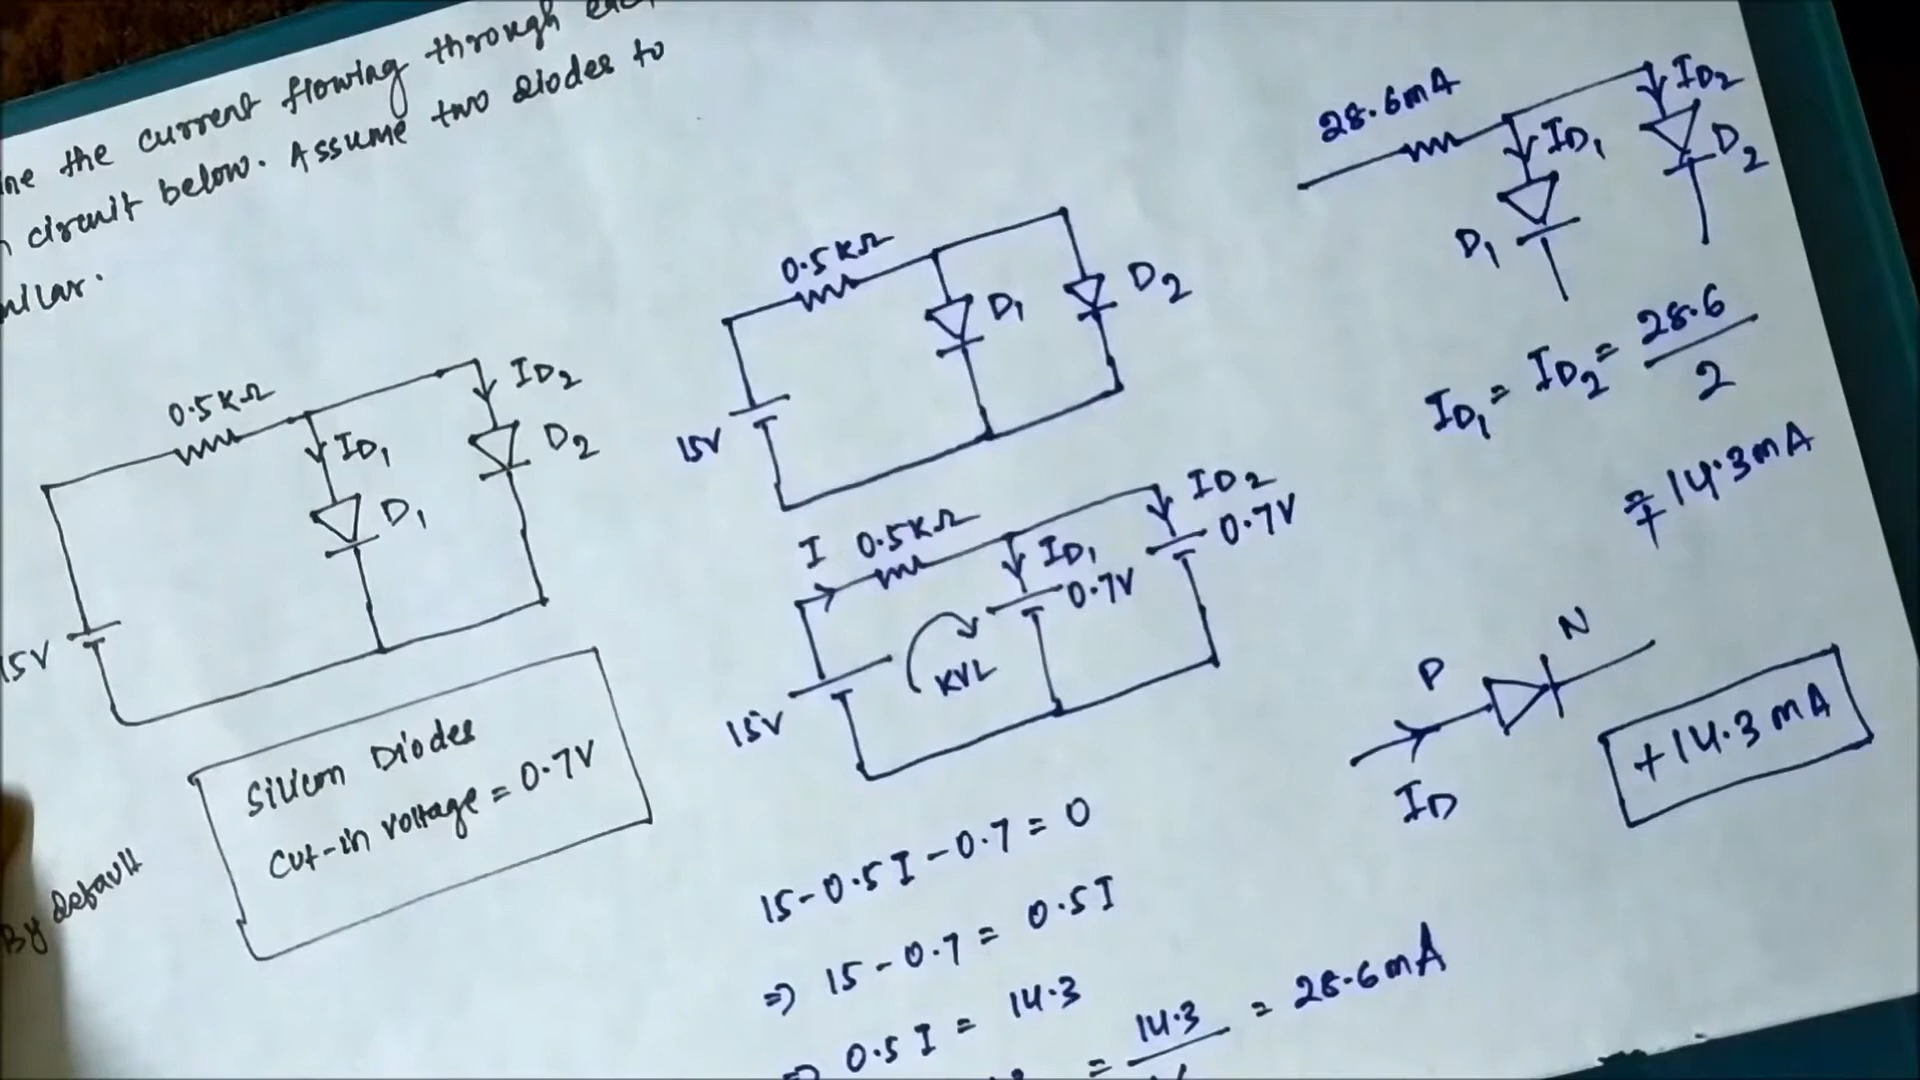 the current flowing through
circuit below. Assume two diodes to
0.5KΩ
ID1
ID2
D1
D2
15V
Silicon Diodes
Cut-in voltage = 0.7V
By default
0.5KΩ
D1
D2
15V
I 0.5KΩ
ID1
ID2
0.7V
0.7V
KVL
15V
15-0.5I-0.7=0
⇒ 15-0.7 = 0.5I
⇒ 0.5I = 14.3
= 14.3 = 28.6mA
28.6mA
ID1
ID2
D1
D2
ID1 = ID2 = 28.6
2
= 14.3mA
P
N
ID
+14.3mA